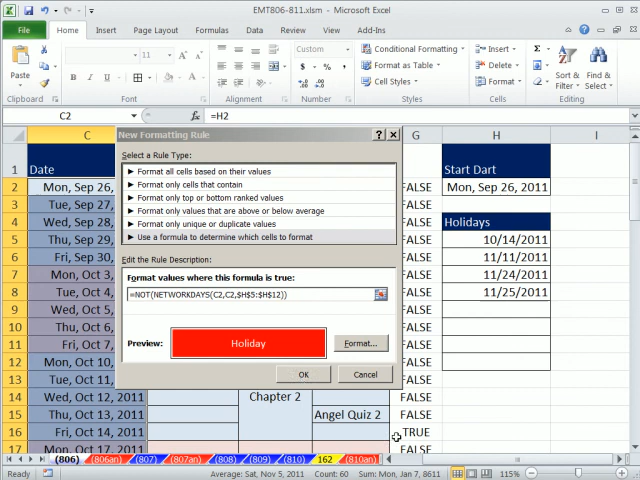 EMT806-811.xlsm - Microsoft Excel
File Home Insert Page Layout Formulas Data Review View Add-Ins
Paste
11
Custom
Conditional Formatting
Format as Table
Cell Styles
Insert
Delete
Format
Sort &
Filter
Find &
Select
Clipboard Font Alignment Number Styles Cells Editing
C2 fx =H2
C G H I
1 Date Start Dart
2 Mon, Sep 26, FALSE Mon, Sep 26, 2011
3 Tue, Sep 27, FALSE
4 Wed, Sep 28, FALSE Holidays
5 Thu, Sep 29, FALSE 10/14/2011
6 Fri, Sep 30, FALSE 11/11/2011
7 Mon, Oct 3, FALSE 11/24/2011
8 Tue, Oct 4, FALSE 11/25/2011
9 Wed, Oct 5, FALSE
10 Thu, Oct 6, FALSE
11 Fri, Oct 7, FALSE
12 Mon, Oct 10, FALSE
13 Tue, Oct 11, FALSE
14 Wed, Oct 12, 2011 Chapter 2 FALSE
15 Thu, Oct 13, 2011 Angel Quiz 2 FALSE
16 Fri, Oct 14, 2011 TRUE
17 Mon, Oct 17, 2011 FALSE
New Formatting Rule
Select a Rule Type:
► Format all cells based on their values
► Format only cells that contain
► Format only top or bottom ranked values
► Format only values that are above or below average
► Format only unique or duplicate values
► Use a formula to determine which cells to format
Edit the Rule Description:
Format values where this formula is true:
=NOT(NETWORKDAYS(C2,C2,$H$5:$H$12))
Preview: Holiday Format...
OK Cancel
(806) (806an) (807) (807an) (808) (809) (810) 162 (810an)
Ready Average: Sat, Nov 5, 2011 Count: 60 Sum: Mon, Jan 7, 8611 115%